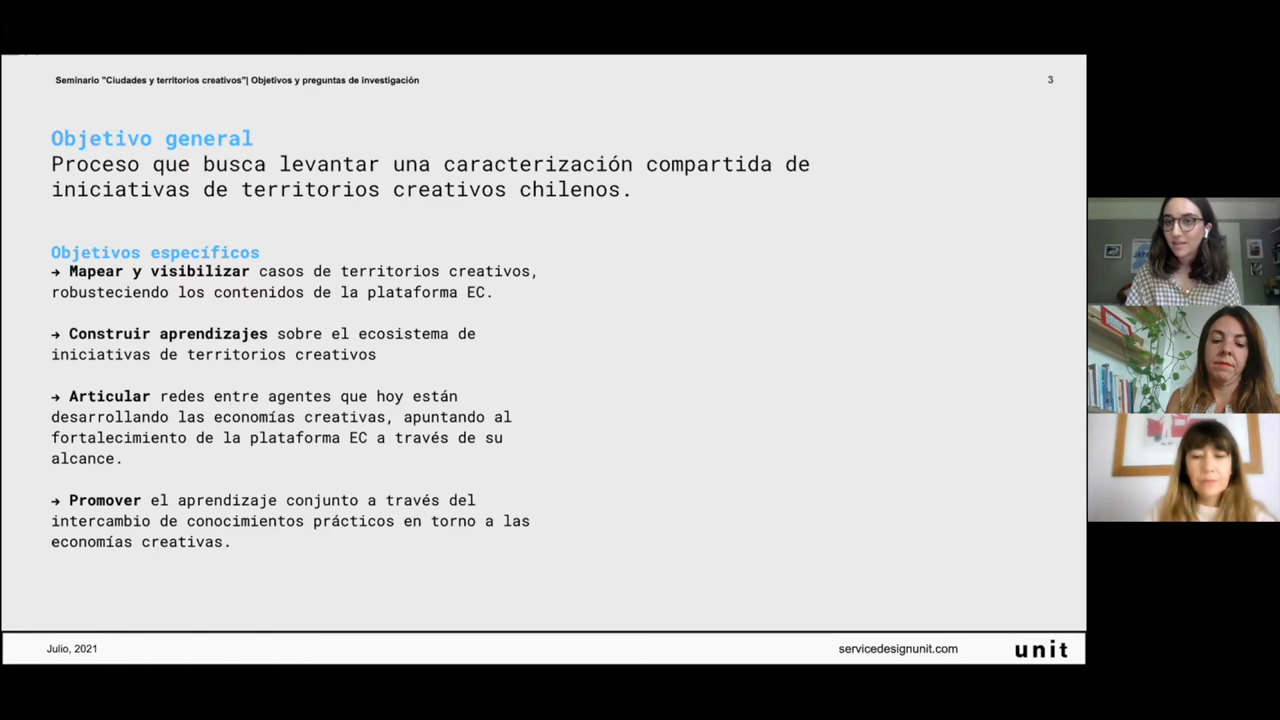 Seminario "Ciudades y territorios creativos"| Objetivos y preguntas de investigación
3
Objetivo general
Proceso que busca levantar una caracterización compartida de
iniciativas de territorios creativos chilenos.
Objetivos específicos
→ Mapear y visibilizar casos de territorios creativos,
robusteciendo los contenidos de la plataforma EC.
→ Construir aprendizajes sobre el ecosistema de
iniciativas de territorios creativos
→ Articular redes entre agentes que hoy están
desarrollando las economías creativas, apuntando al
fortalecimiento de la plataforma EC a través de su
alcance.
→ Promover el aprendizaje conjunto a través del
intercambio de conocimientos prácticos en torno a las
economías creativas.
Julio, 2021
servicedesignunit.com
unit